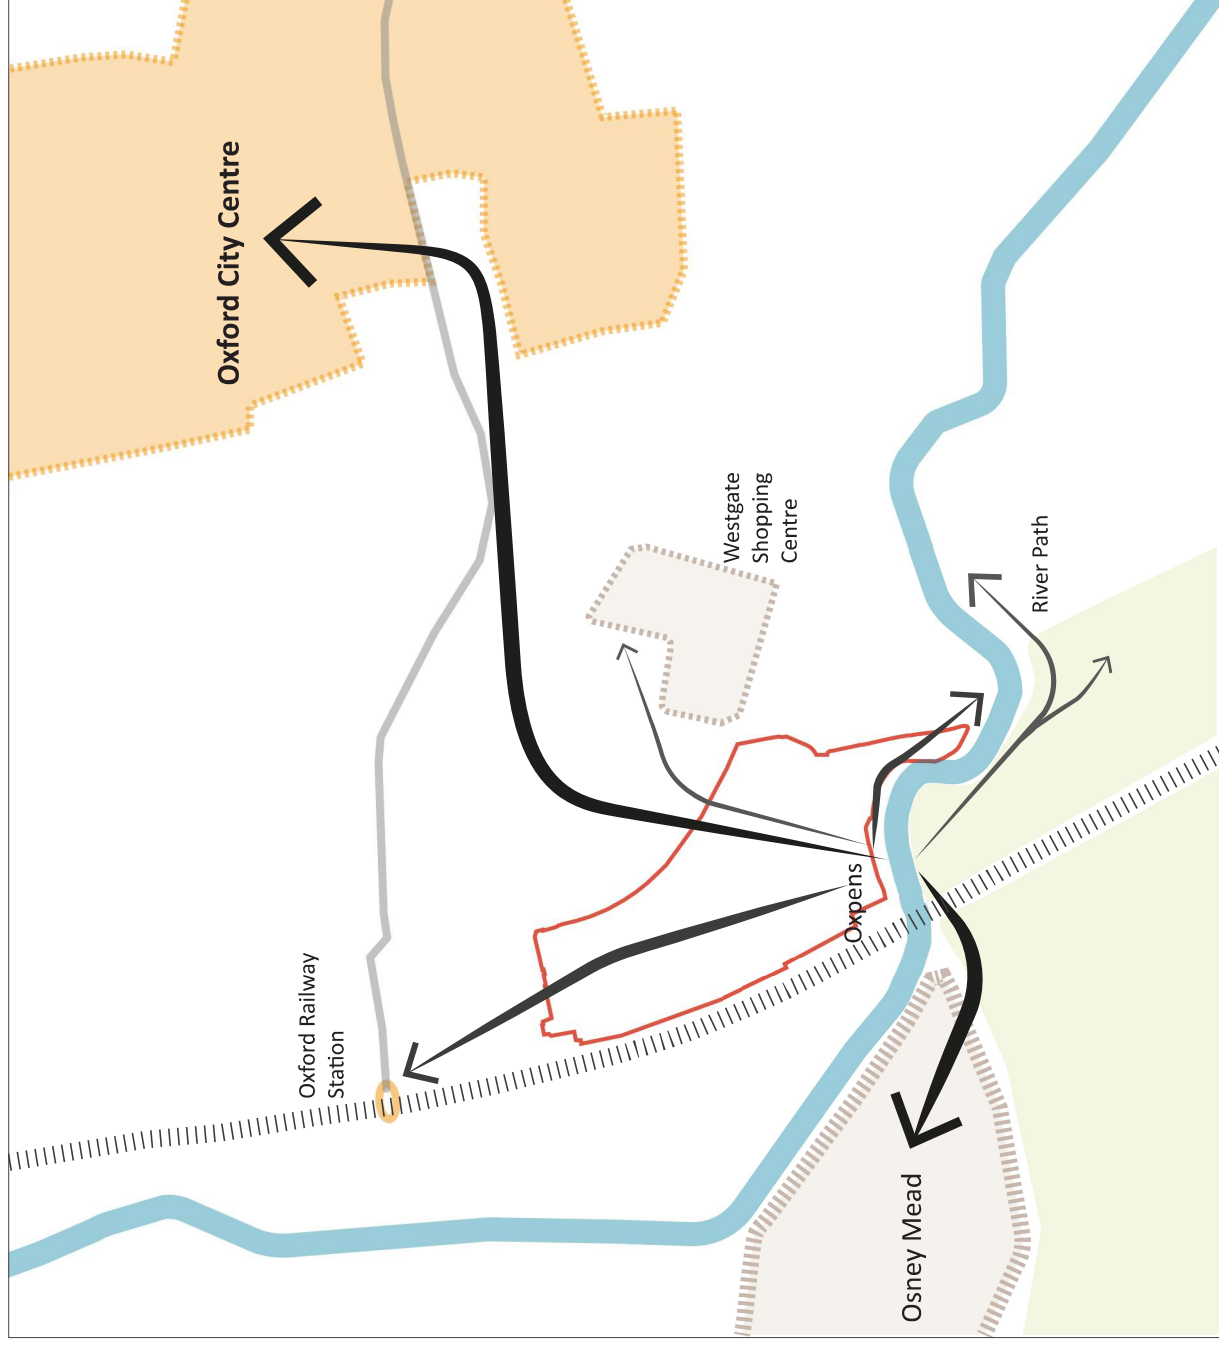 Oxford City Centre
Oxford Railway
Station
Westgate
Shopping
Centre
River Path
Oxpens
Osney Mead